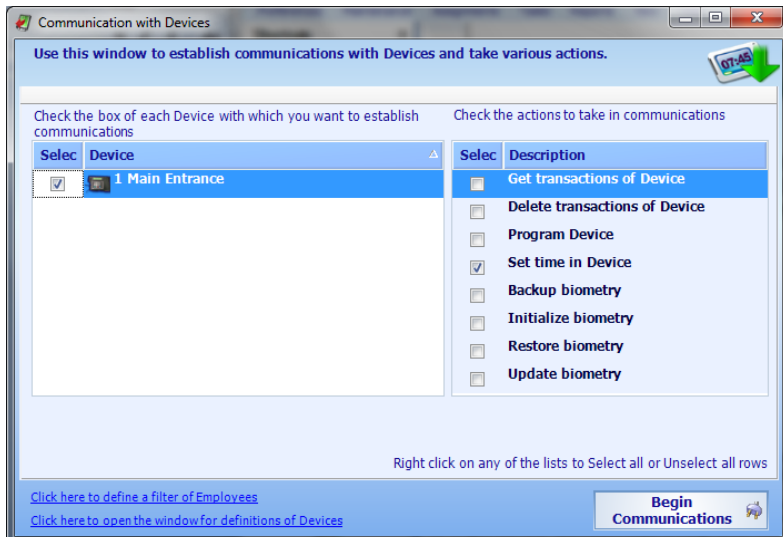 Communication with Devices
Use this window to establish communications with Devices and take various actions.
07:45
Check the box of each Device with which you want to establish
communications
Check the actions to take in communications
Selec Device
1 Main Entrance
Selec Description
Get transactions of Device
Delete transactions of Device
Program Device
Set time in Device
Backup biometry
Initialize biometry
Restore biometry
Update biometry
Right click on any of the lists to Select all or Unselect all rows
Click here to define a filter of Employees
Click here to open the window for definitions of Devices
Begin
Communications